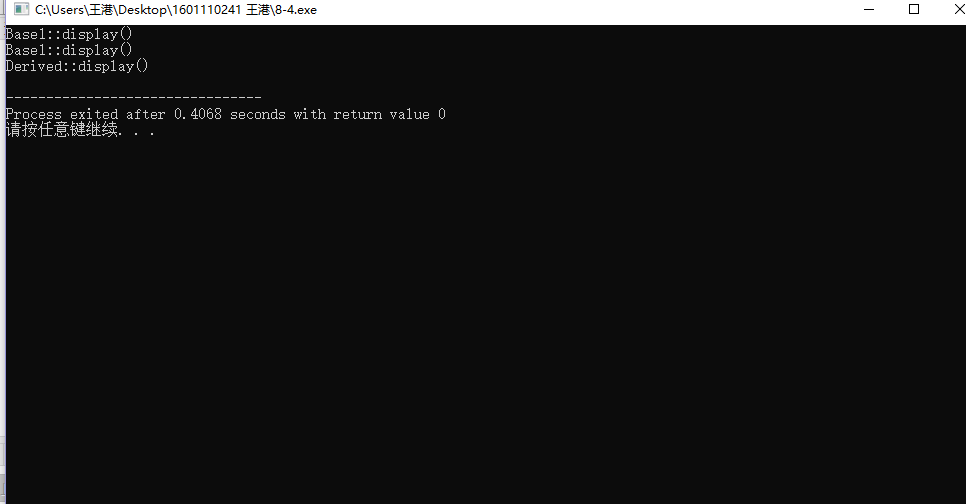 C:\Users\王港\Desktop\1601110241 王港\8-4.exe
Base1::display()
Base1::display()
Derived::display()
--------------------------------
Process exited after 0.4068 seconds with return value 0
请按任意键继续. . .